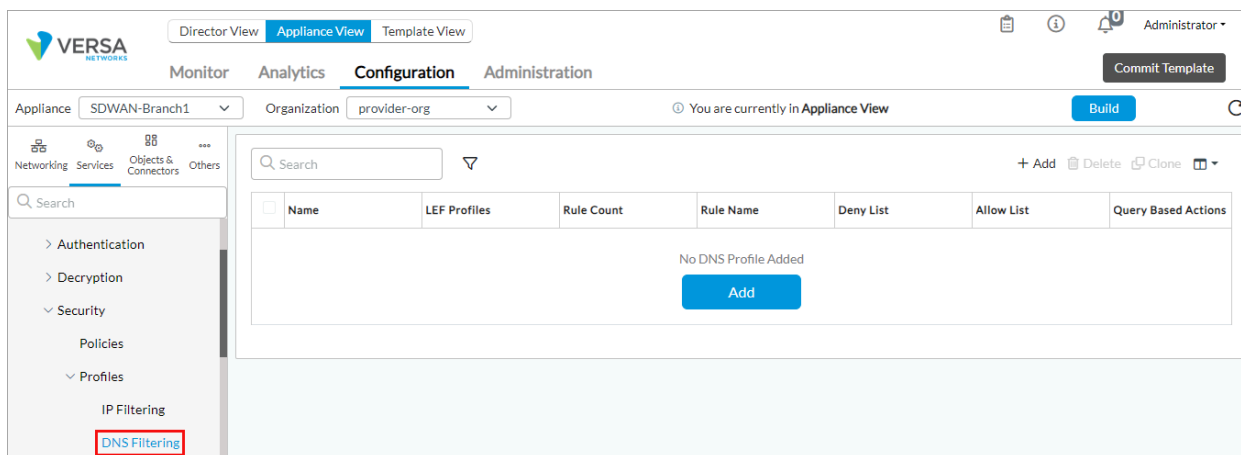 Director View Appliance View Template View
0
Administrator
VERSA
NETWORKS
Monitor Analytics Configuration Administration
Commit Template
Appliance SDWAN-Branch1 Organization provider-org You are currently in Appliance View Build
Networking Services Objects & Connectors Others
Search
Search
+ Add Delete Clone
Name LEF Profiles Rule Count Rule Name Deny List Allow List Query Based Actions
No DNS Profile Added
Add
Authentication
Decryption
Security
Policies
Profiles
IP Filtering
DNS Filtering